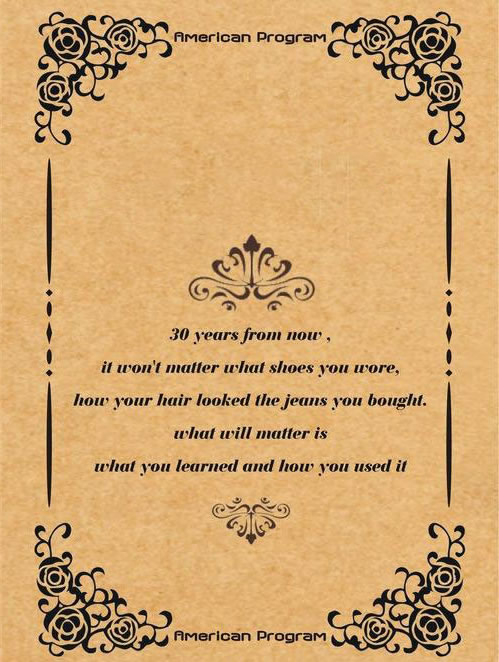 American Program
30 years from now ,
it won't matter what shoes you wore,
how your hair looked the jeans you bought.
what will matter is
what you learned and how you used it
American Program